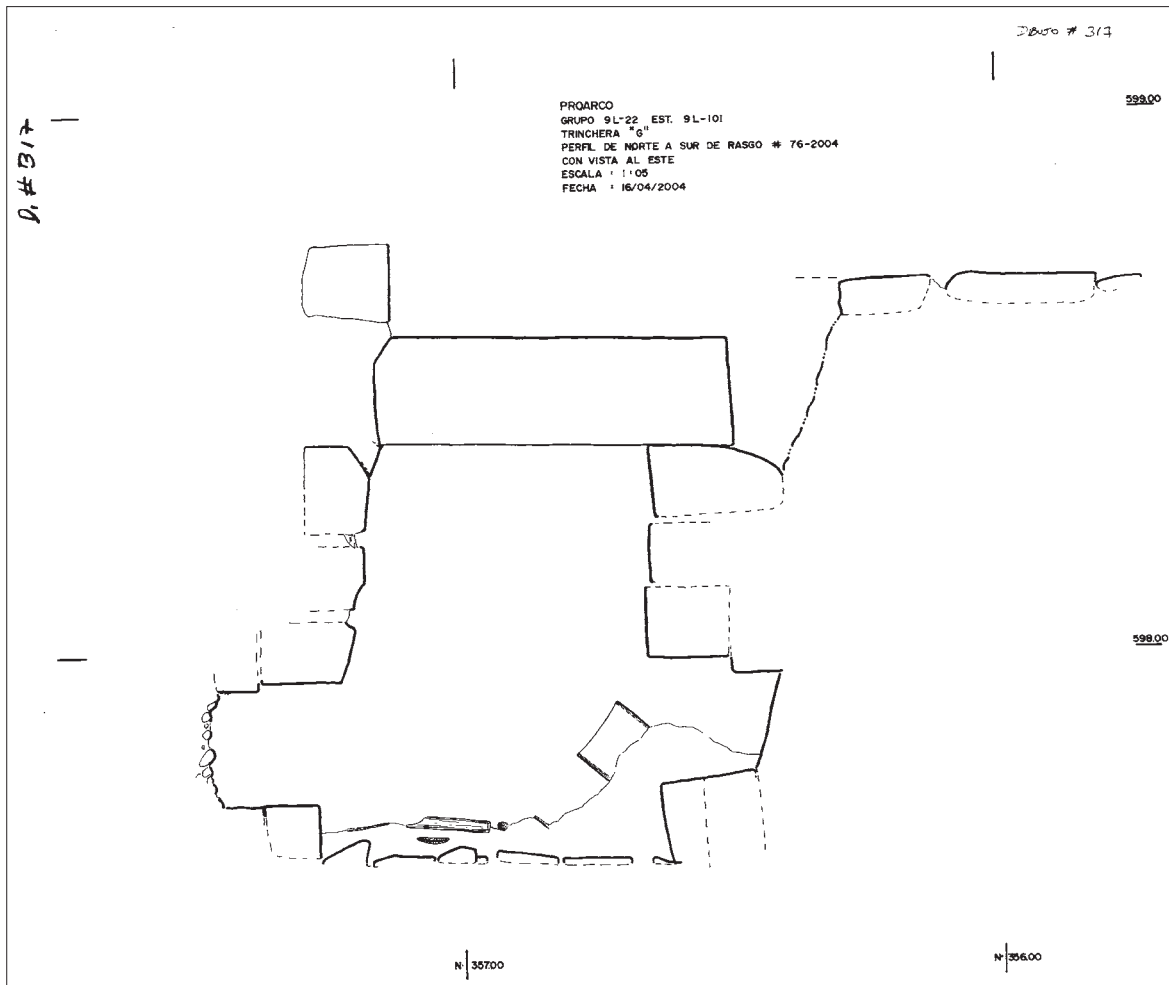 DIBUJO # 317
D. # 317
599.00
PROARCO
GRUPO 9L-22 EST. 9L-101
TRINCHERA "G"
PERFIL DE NORTE A SUR DE RASGO # 76-2004
CON VISTA AL ESTE
ESCALA : 1:05
FECHA : 16/04/2004
598.00
N· 357.00
N· 356.00